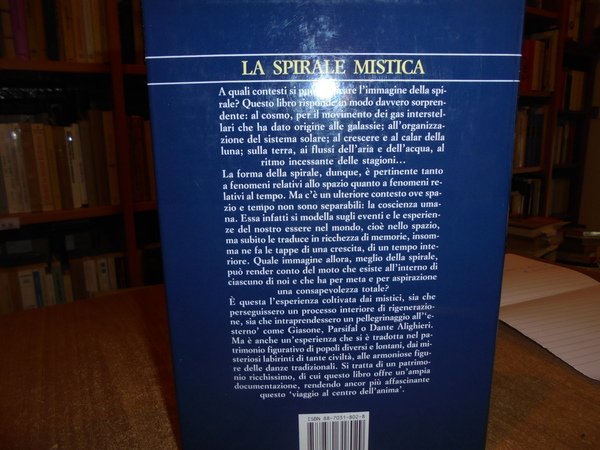 LA SPIRALE MISTICA
A quali contesti si può care l'immagine della spi-
rale? Questo libro risponde in modo davvero sorpren-
dente: al cosmo, per il movimento dei gas interstel-
lari che ha dato origine alle galassie; all'organizza-
zione del sistema solare; al crescere e al calar della
luna; sulla terra, ai flussi dell'aria e dell'acqua, al
ritmo incessante delle stagioni...
La forma della spirale, dunque, è pertinente tanto
a fenomeni relativi allo spazio quanto a fenomeni re-
lativi al tempo. Ma c'è un ulteriore contesto ove spa-
zio e tempo non sono separabili: la coscienza uma-
na. Essa infatti si modella sugli eventi e le esperien-
ze del nostro essere nel mondo, cioè nello spazio,
ma subito le traduce in ricchezza di memorie, insom-
ma ne fa le tappe di una crescita, di un tempo inte-
riore. Quale immagine allora, meglio della spirale,
può render conto del moto che esiste all'interno di
ciascuno di noi e che ha per meta e per aspirazione
una consapevolezza totale?
È questa l'esperienza coltivata dai mistici, sia che
perseguissero un processo interiore di rigenerazio-
ne, sia che intraprendessero un pellegrinaggio all'‘e-
sterno’ come Giasone, Parsifal o Dante Alighieri.
Ma è anche un'esperienza che si è tradotta nel pa-
trimonio figurativo di popoli diversi e lontani, dai mi-
steriosi labirinti di tante civiltà, alle armoniose figu-
re delle danze tradizionali. Si tratta di un patrimo-
nio ricchissimo, di cui questo libro offre un'ampia
documentazione, rendendo ancor più affascinante
questo ‘viaggio al centro dell'anima’.
ISBN 88-7031-802-8